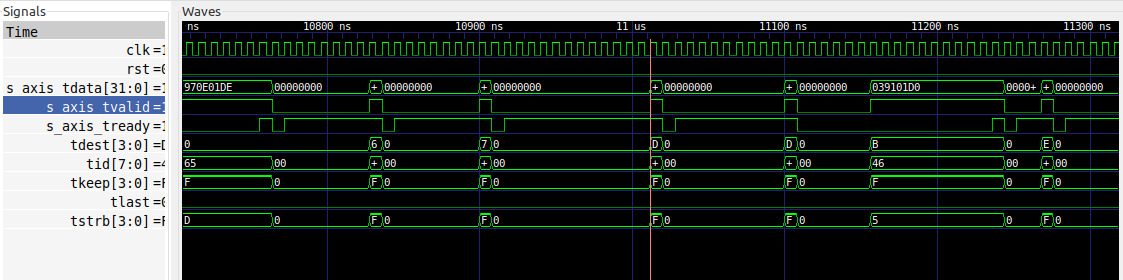 Signals Waves
Time
ns 10800 ns 10900 ns 11 us 11100 ns 11200 ns 11300 ns
clk =1
rst =0
s_axis_tdata[31:0] =1 970E01DE 00000000 + 00000000 + 00000000 + 00000000 + 00000000 039101D0 0000+ + 00000000
s_axis_tvalid =1
s_axis_tready =1
tdest[3:0] =D 0 6 0 7 0 D 0 D 0 B 0 E 0
tid[7:0] =4 65 00 + 00 + 00 + 00 + 00 46 00 + 00
tkeep[3:0] =F F 0 F 0 F 0 F 0 F 0 F 0 F 0
tlast =0
tstrb[3:0] =F D 0 F 0 F 0 F 0 F 0 5 0 F 0